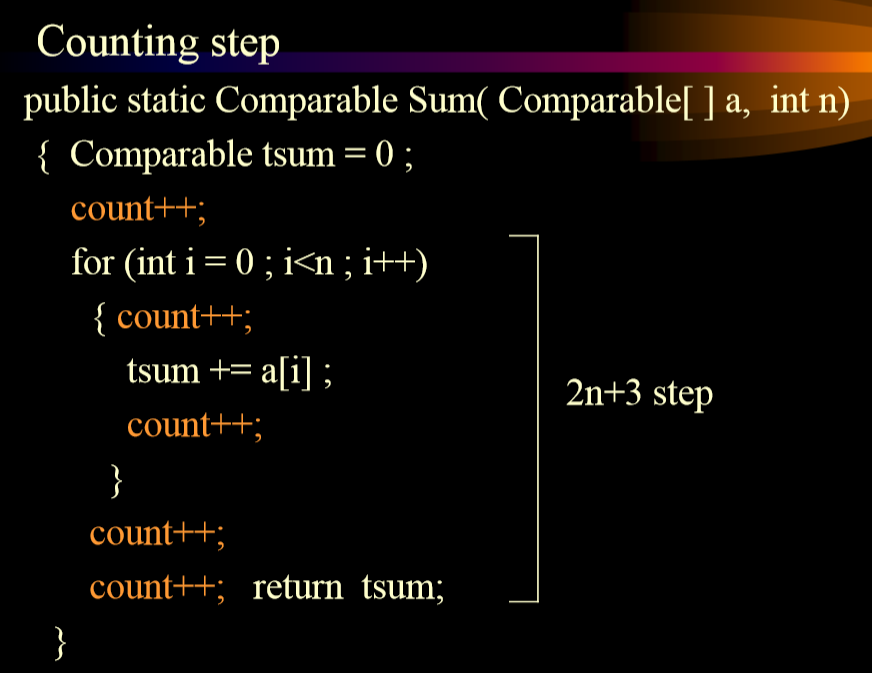 Counting step
public static Comparable Sum( Comparable[ ] a, int n)
{ Comparable tsum = 0 ;
count++;
for (int i = 0 ; i<n ; i++)
{ count++;
tsum += a[i] ;
count++;
}
count++;
count++; return tsum;
}
2n+3 step